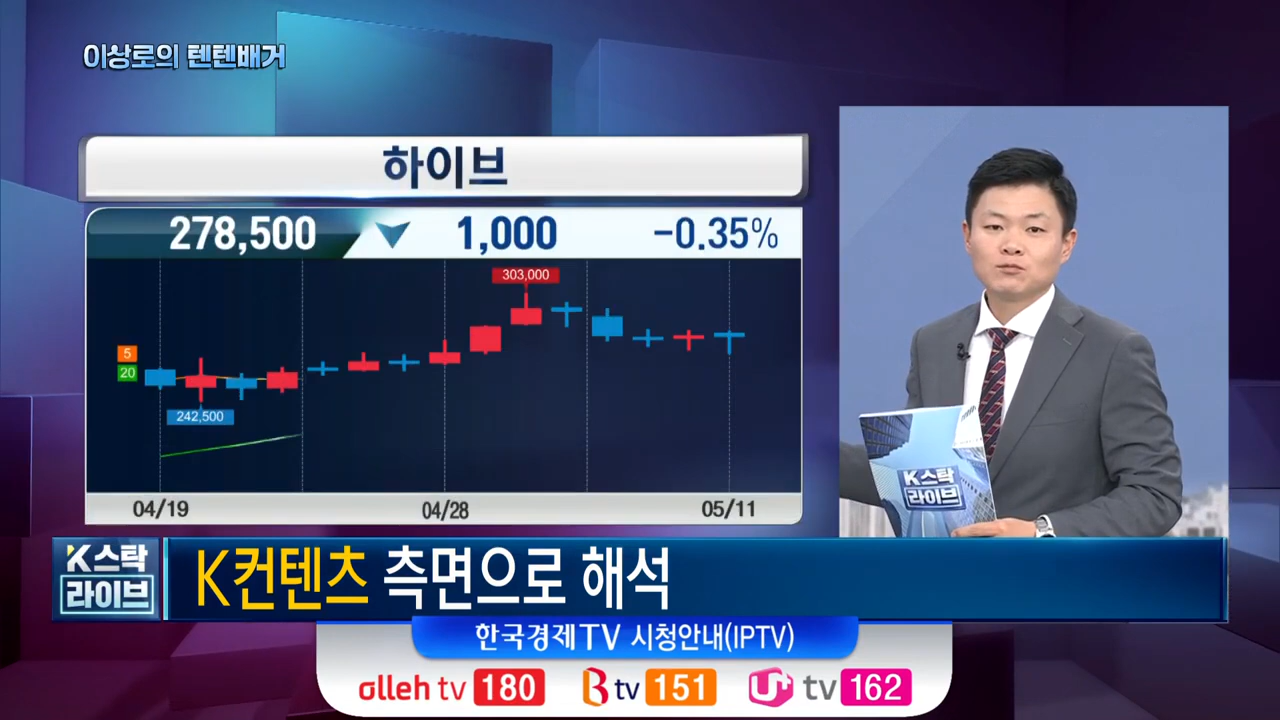 이상로의 텐텐배거
하이브
278,500 ▼ 1,000 -0.35%
303,000
5
20
242,500
04/19 04/28 05/11
K스탁
라이브
K스탁
라이브
K컨텐츠 측면으로 해석
한국경제TV 시청안내(IPTV)
olleh tv 180 B tv 151 U+ tv 162